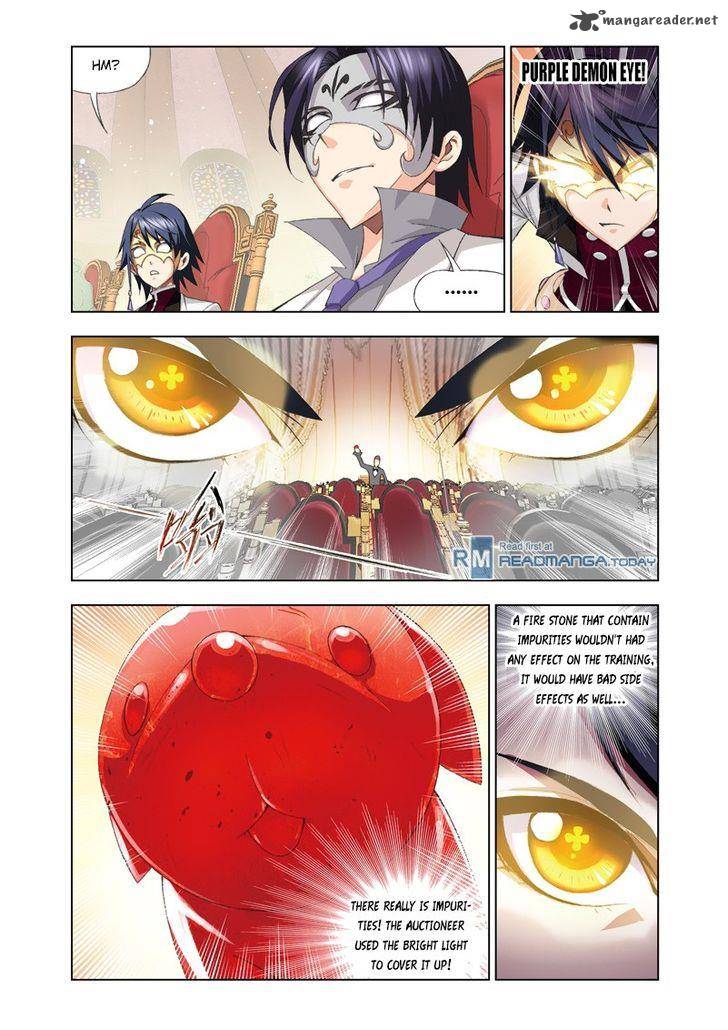 mangareader.net
HM?
PURPLE DEMON EYE!
......
RM
Read first at
READMANGA.TODAY
A FIRE STONE THAT CONTAIN
IMPURITIES WOULDN'T HAD
ANY EFFECT ON THE TRAINING,
IT WOULD HAVE BAD SIDE
EFFECTS AS WELL...
THERE REALLY IS IMPURI-
TIES! THE AUCTIONEER
USED THE BRIGHT LIGHT
TO COVER IT UP!